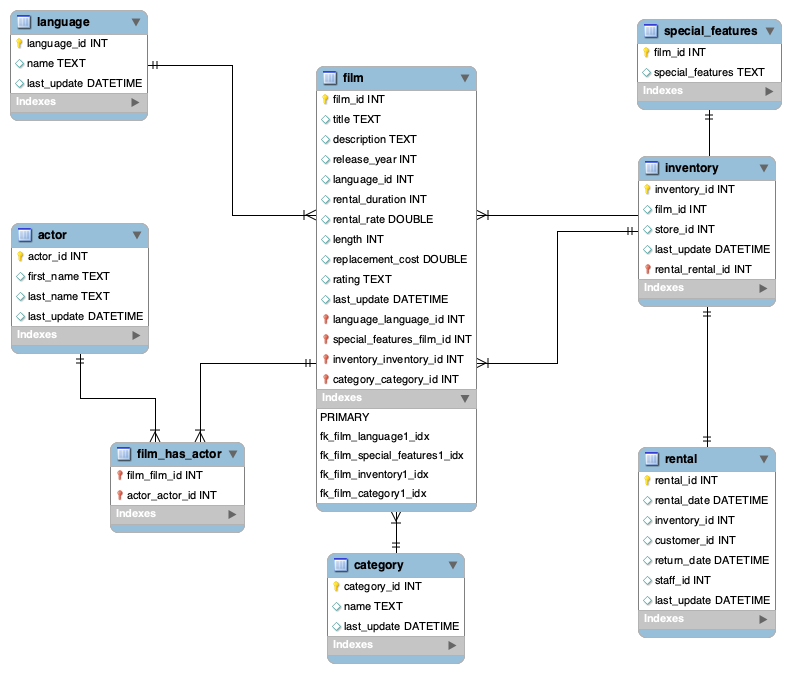 language
language_id INT
name TEXT
last_update DATETIME
Indexes
actor
actor_id INT
first_name TEXT
last_name TEXT
last_update DATETIME
Indexes
film_has_actor
film_film_id INT
actor_actor_id INT
Indexes
film
film_id INT
title TEXT
description TEXT
release_year INT
language_id INT
rental_duration INT
rental_rate DOUBLE
length INT
replacement_cost DOUBLE
rating TEXT
last_update DATETIME
language_language_id INT
special_features_film_id INT
inventory_inventory_id INT
category_category_id INT
Indexes
PRIMARY
fk_film_language1_idx
fk_film_special_features1_idx
fk_film_inventory1_idx
fk_film_category1_idx
category
category_id INT
name TEXT
last_update DATETIME
Indexes
special_features
film_id INT
special_features TEXT
Indexes
inventory
inventory_id INT
film_id INT
store_id INT
last_update DATETIME
rental_rental_id INT
Indexes
rental
rental_id INT
rental_date DATETIME
inventory_id INT
customer_id INT
return_date DATETIME
staff_id INT
last_update DATETIME
Indexes